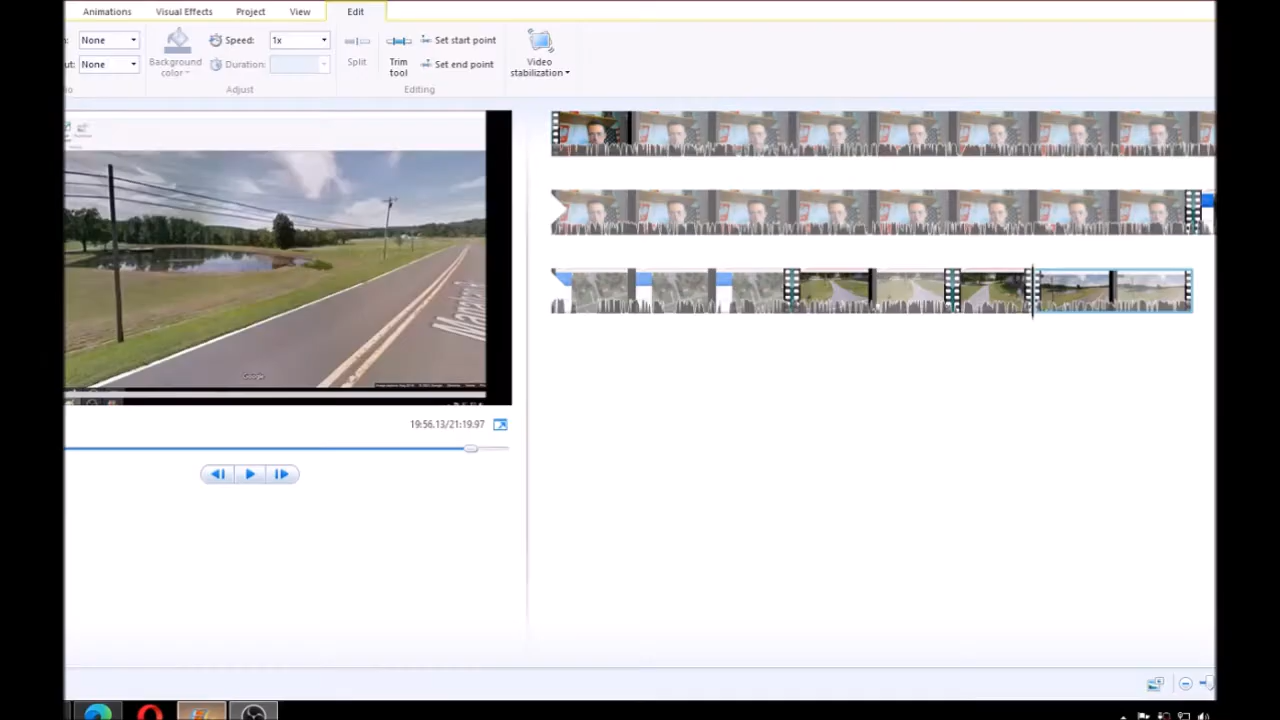 Animations Visual Effects Project View Edit
None Speed: 1x Set start point
None Background color Duration: Split Trim tool Set end point Video stabilization
Adjust Editing
Google
19:56.13/21:19.97